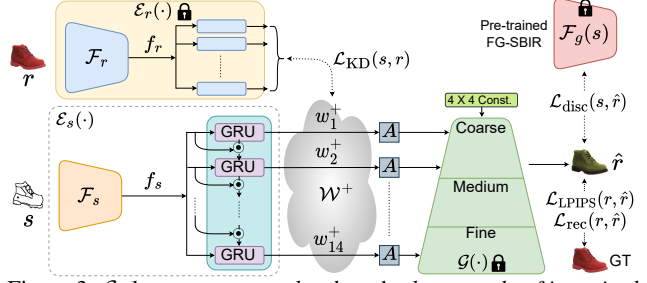 ℰ_r(·)
Pre-trained
FG-SBIR
ℱ_g(s)
ℱ_r
f_r
r
ℒ_KD(s, r)
ℒ_disc(s, r̂)
ℰ_s(·)
4 X 4 Const.
w_1^+
GRU
A
Coarse
w_2^+
GRU
A
ℱ_s
f_s
r̂
s
𝒲^+
Medium
ℒ_LPIPS(r, r̂)
ℒ_rec(r, r̂)
Fine
w_14^+
GRU
A
𝒢(·)
GT